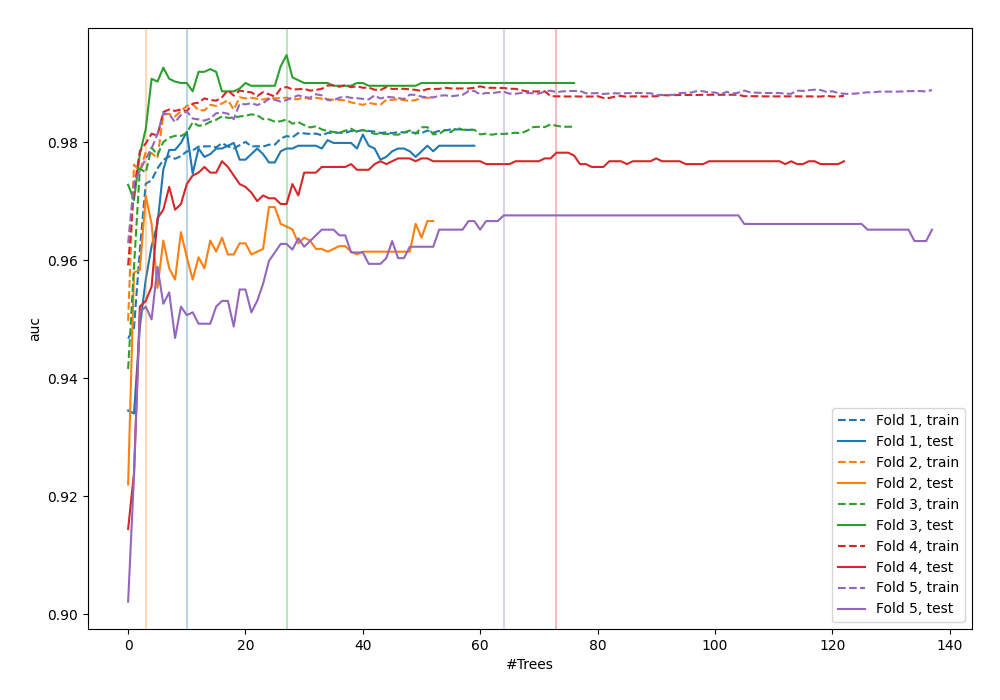 0.98
0.96
0.94
0.92
0.90
auc
0
20
40
60
80
100
120
140
#Trees
Fold 1, train
Fold 1, test
Fold 2, train
Fold 2, test
Fold 3, train
Fold 3, test
Fold 4, train
Fold 4, test
Fold 5, train
Fold 5, test